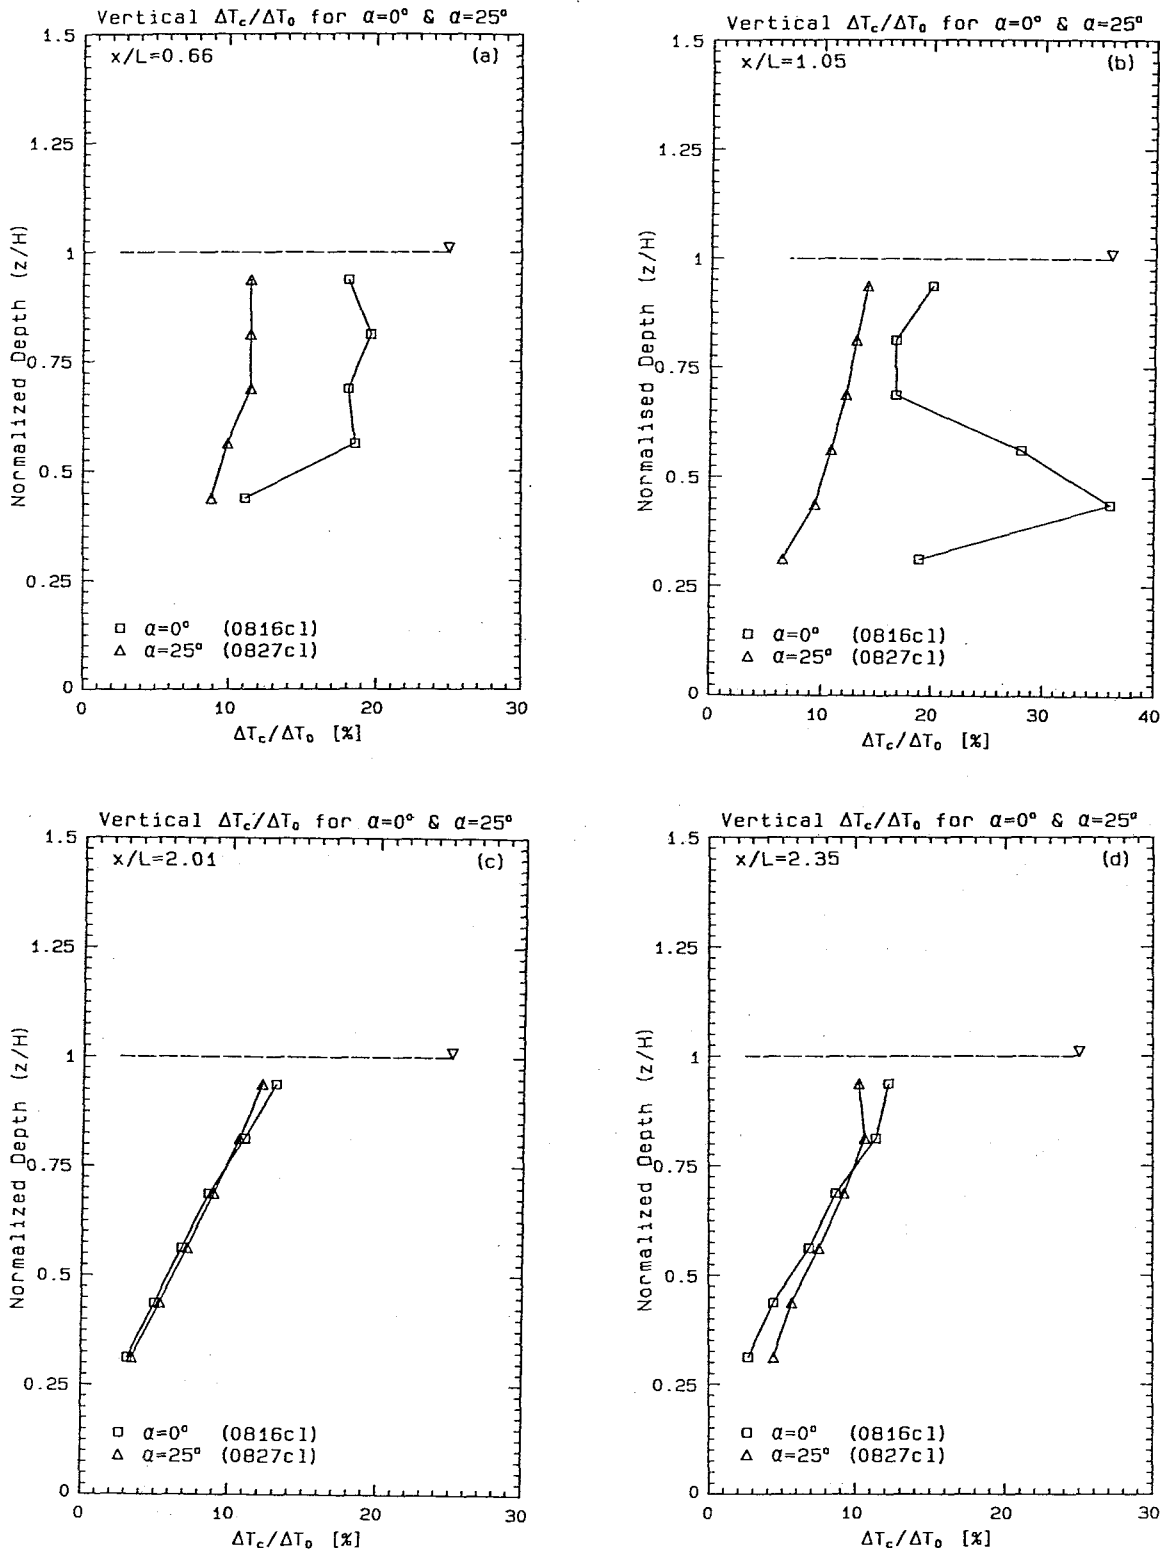 Vertical ΔTc/ΔT0 for α=0° & α=25°
x/L=0.66 (a)
1.5
1.25
1
0.75
0.5
0.25
0
Normalized Depth (z/H)
α=0° (0816cl)
α=25° (0827cl)
0 10 20 30
ΔTc/ΔT0 [%]
Vertical ΔTc/ΔT0 for α=0° & α=25°
x/L=1.05 (b)
1.5
1.25
1
0.75
0.5
0.25
0
Normalised Depth (z/H)
α=0° (0816cl)
α=25° (0827cl)
0 10 20 30 40
ΔTc/ΔT0 [%]
Vertical ΔTc/ΔT0 for α=0° & α=25°
x/L=2.01 (c)
1.5
1.25
1
0.75
0.5
0.25
0
Normalized Depth (z/H)
α=0° (0816cl)
α=25° (0827cl)
0 10 20 30
ΔTc/ΔT0 [%]
Vertical ΔTc/ΔT0 for α=0° & α=25°
x/L=2.35 (d)
1.5
1.25
1
0.75
0.5
0.25
0
Normalized Depth (z/H)
α=0° (0816cl)
α=25° (0827cl)
0 10 20 30
ΔTc/ΔT0 [%]